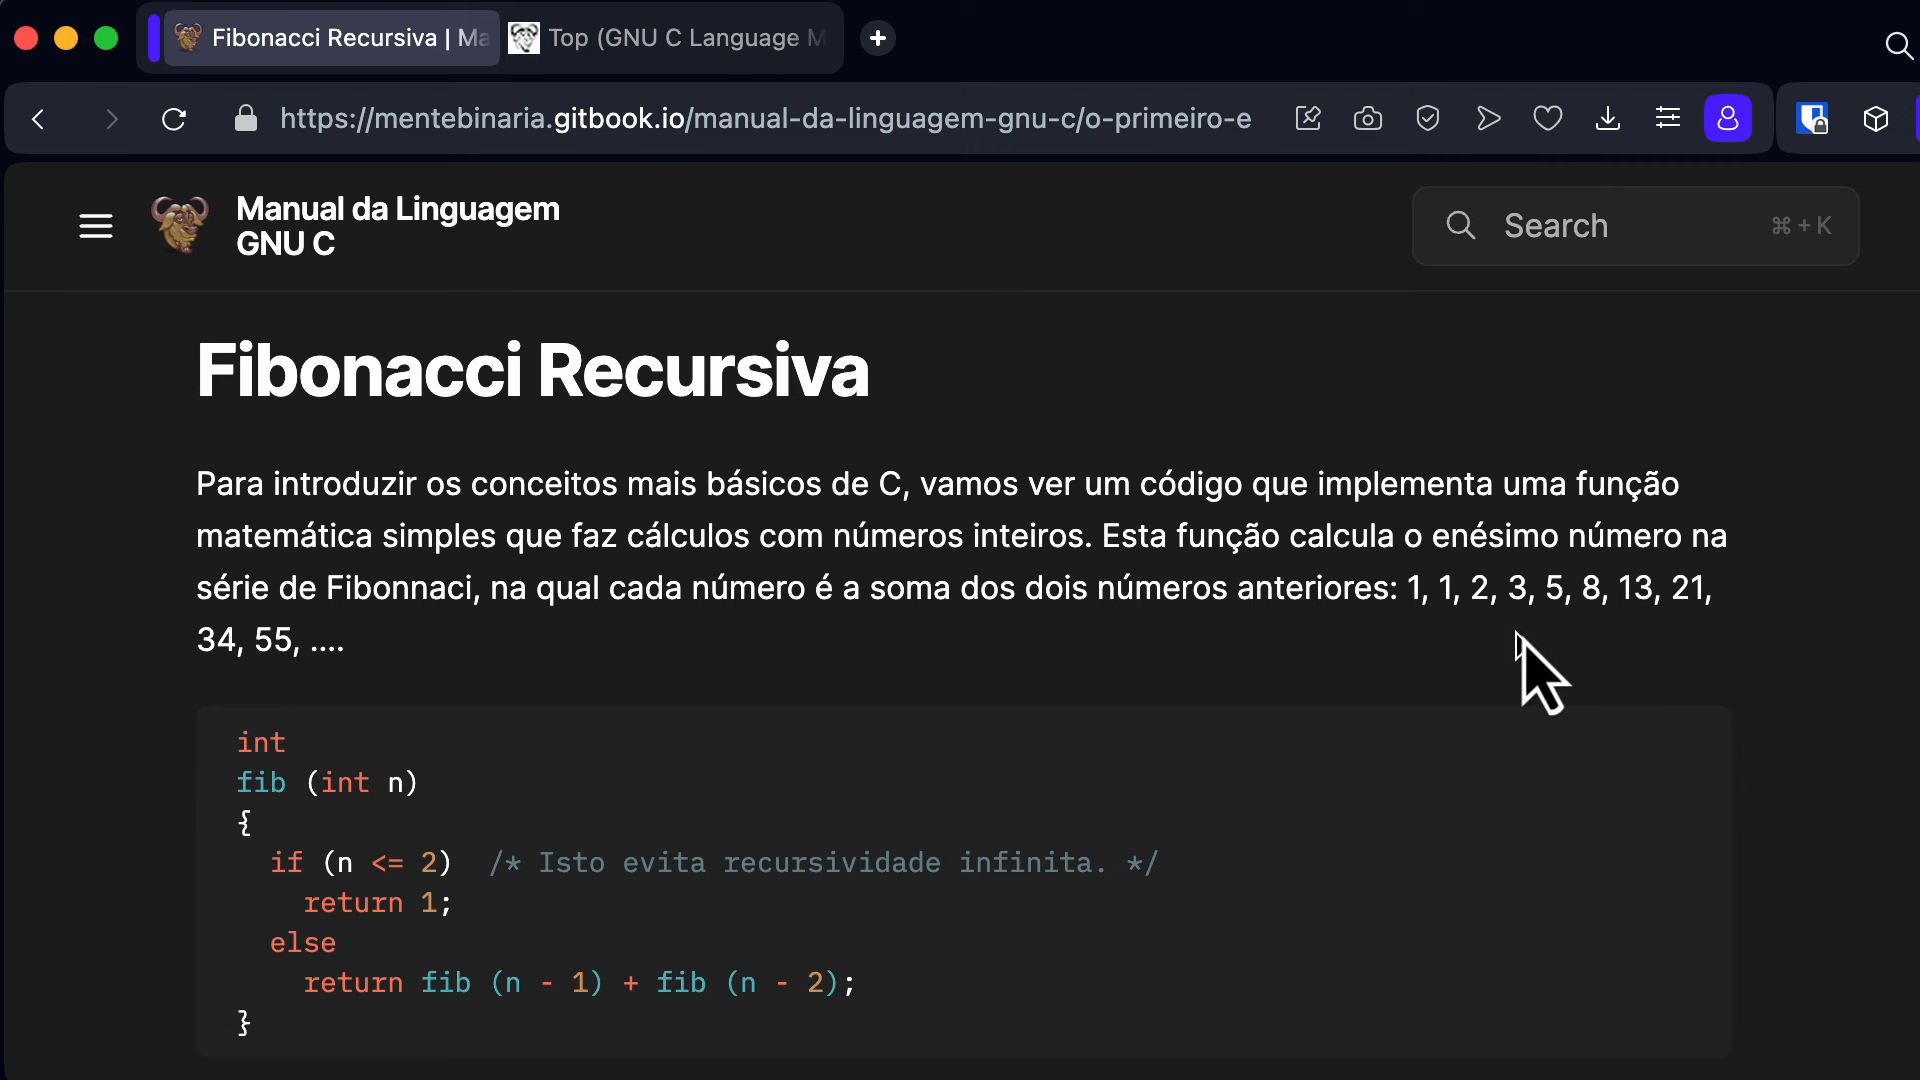 Fibonacci Recursiva | Ma
Top (GNU C Language M
https://mentebinaria.gitbook.io/manual-da-linguagem-gnu-c/o-primeiro-e
Manual da Linguagem
GNU C
Search
⌘ + K
Fibonacci Recursiva
Para introduzir os conceitos mais básicos de C, vamos ver um código que implementa uma função
matemática simples que faz cálculos com números inteiros. Esta função calcula o enésimo número na
série de Fibonnaci, na qual cada número é a soma dos dois números anteriores: 1, 1, 2, 3, 5, 8, 13, 21,
34, 55, ....
int
fib (int n)
{
  if (n <= 2)  /* Isto evita recursividade infinita. */
    return 1;
  else
    return fib (n - 1) + fib (n - 2);
}